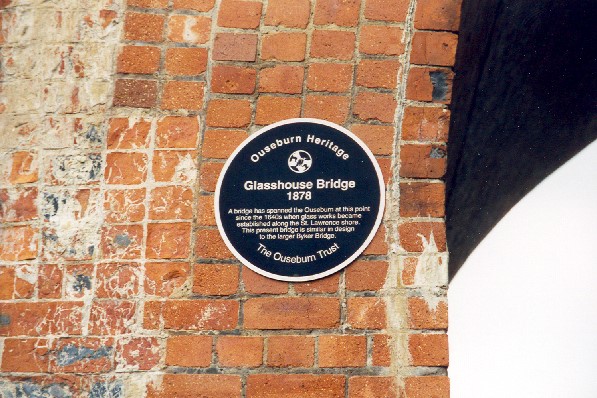 Ouseburn Heritage
Glasshouse Bridge
1878
A bridge has spanned the Ouseburn at this point
since the 1640s when glass works became
established along the St. Lawrence shore.
This present bridge is similar in design
to the larger Byker Bridge.
The Ouseburn Trust